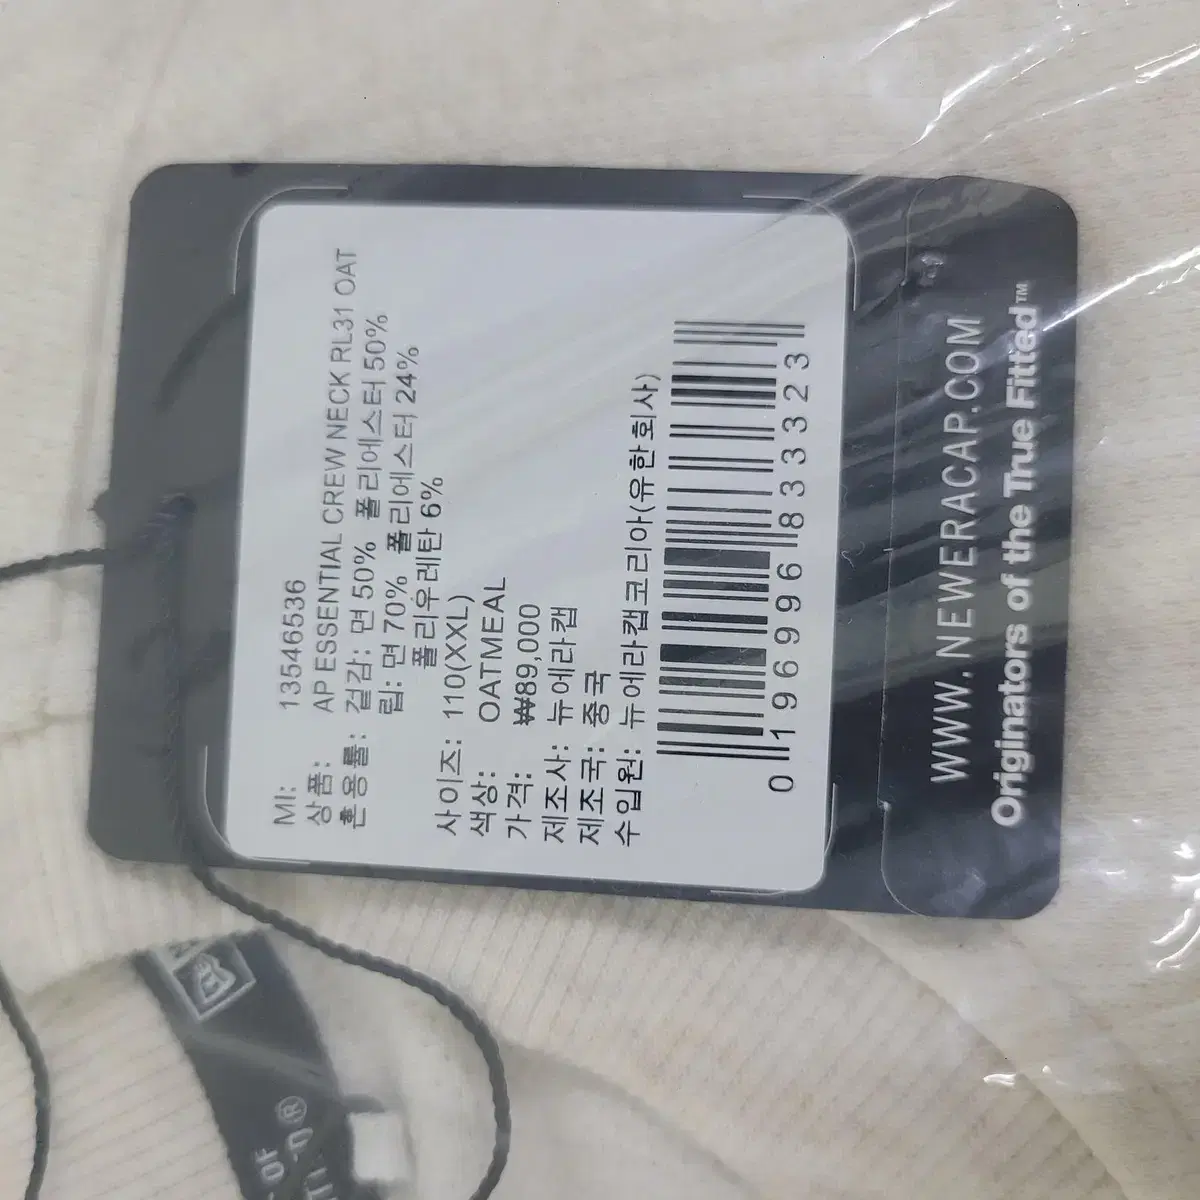 MI: 13546536
상품: AP ESSENTIAL CREW NECK RL31 OAT
혼용률: 겉감: 면 50% 폴리에스터 50%
립: 면 70% 폴리에스터 24%
폴리우레탄 6%
사이즈: 110(XXL)
색상: OATMEAL
가격: ₩89,000
제조사: 뉴에라캡
제조국: 중국
수입원: 뉴에라캡코리아(유한회사)
0 196996 833323
WWW.NEWERACAP.COM
Originators of the True Fitted™
OF